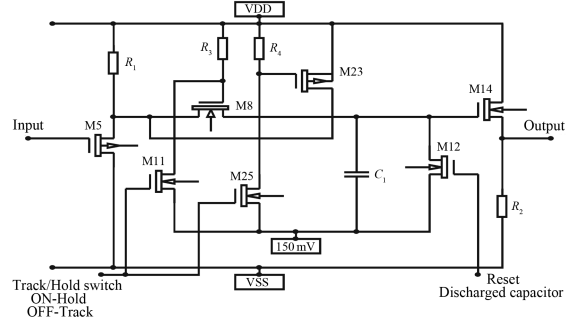 VDD
R3
R4
R1
M23
M14
M8
M5
Input
Output
M12
M11
M25
C1
R2
150 mV
Track/Hold switch
ON-Hold
OFF-Track
VSS
Reset
Discharged capacitor